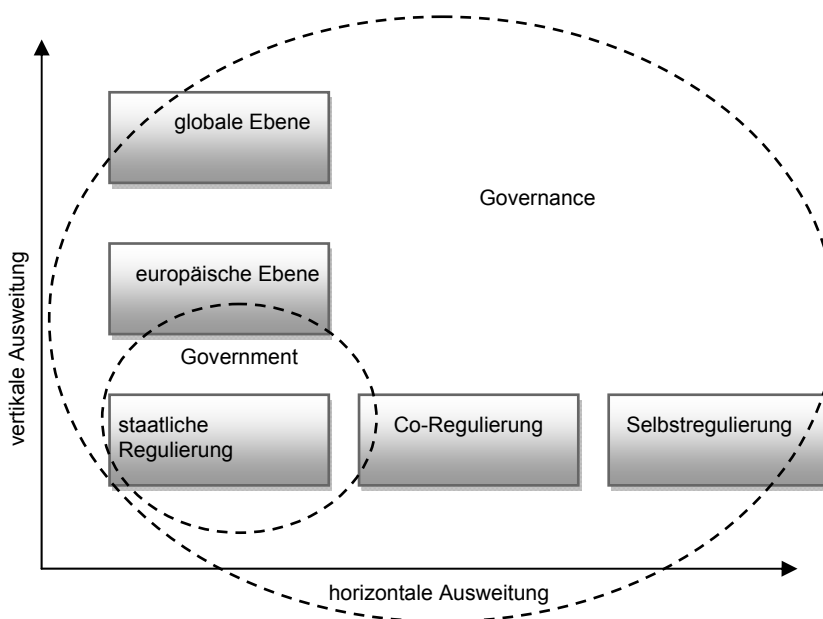 globale Ebene
Governance
europäische Ebene
Government
staatliche
Regulierung
Co-Regulierung
Selbstregulierung
vertikale Ausweitung
horizontale Ausweitung